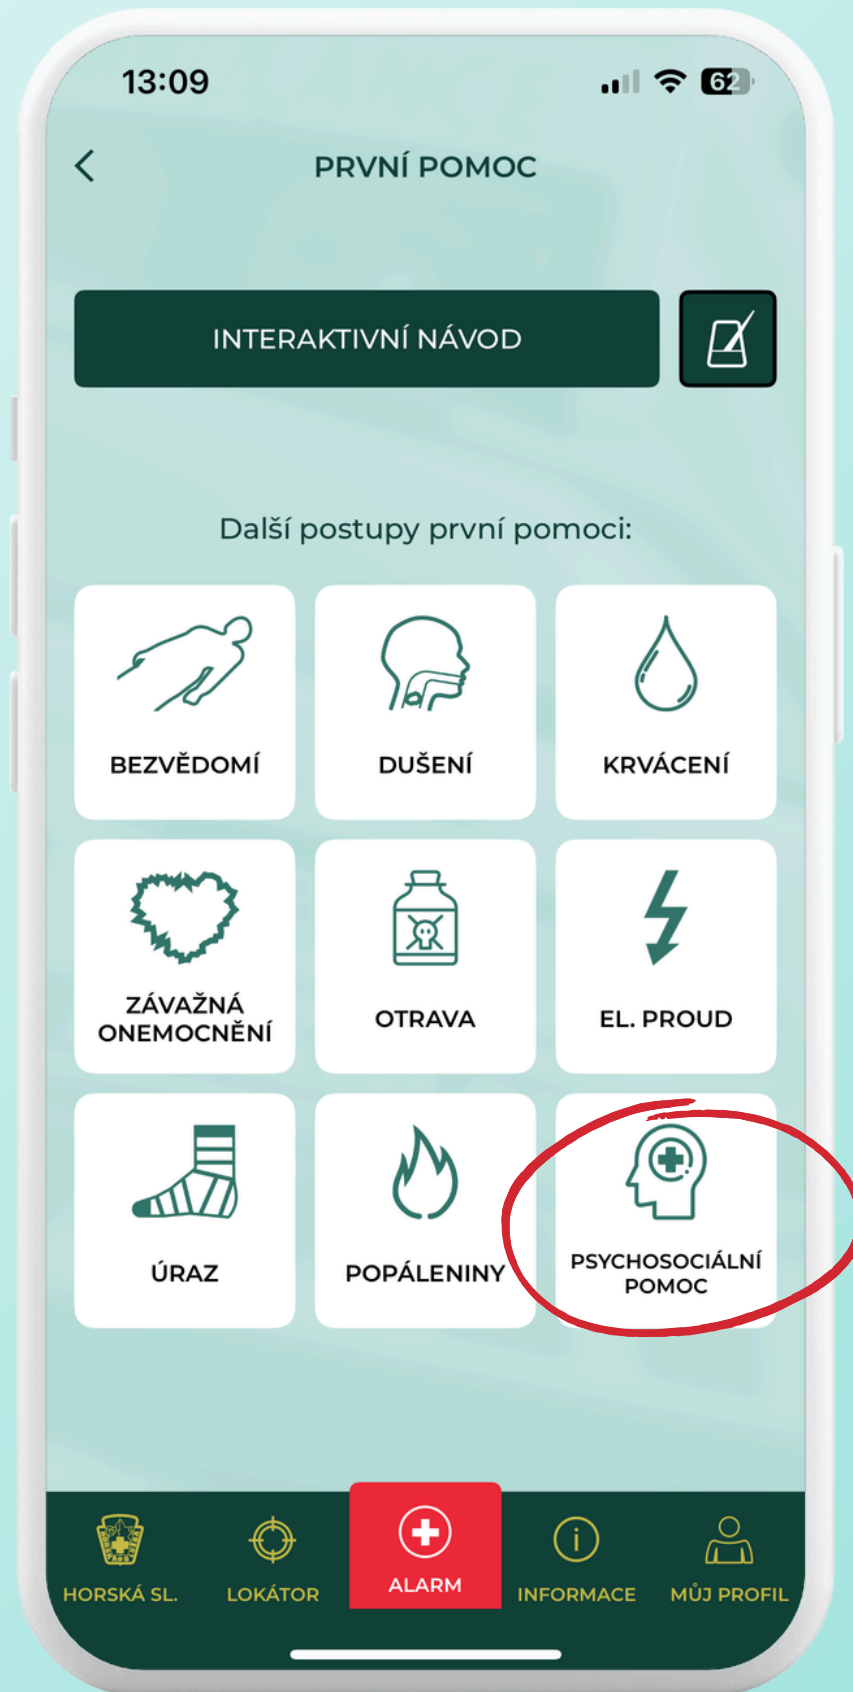 13:09
62
PRVNÍ POMOC
INTERAKTIVNÍ NÁVOD
Další postupy první pomoci:
BEZVĚDOMÍ
DUŠENÍ
KRVÁCENÍ
ZÁVAŽNÁ
ONEMOCNĚNÍ
OTRAVA
EL. PROUD
ÚRAZ
POPÁLENINY
PSYCHOSOCIÁLNÍ
POMOC
HORSKÁ SL.
LOKÁTOR
ALARM
INFORMACE
MŮJ PROFIL